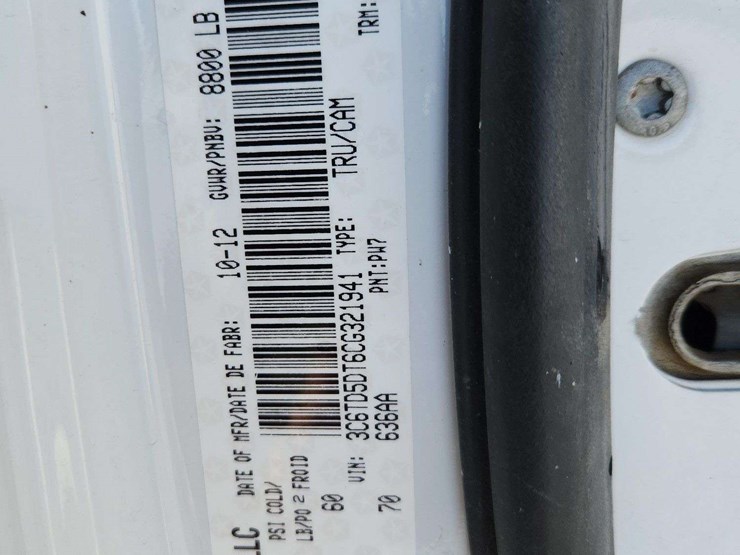 LLC
DATE OF MFR/DATE DE FABR: 10-12 GVWR/PNBV: 8800 LB
PSI COLD/
LB/PO 2 FROID
60
VIN: 3C6TD5DT6CG321941 TYPE: TRU/CAM TRM:
636AA PNT:PW7
70